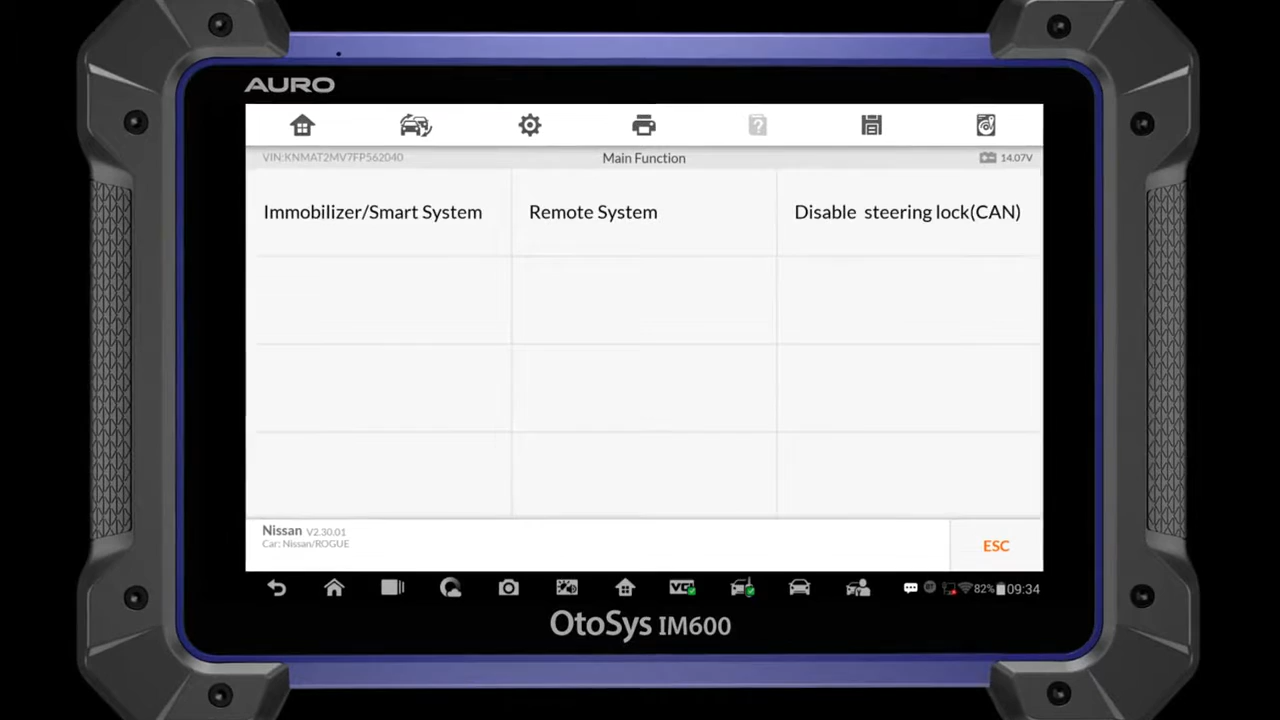 AURO
VIN:KNMAT2MV7FP562040
Main Function
14.07V
Immobilizer/Smart System
Remote System
Disable steering lock(CAN)
Nissan V2.30.01
Car: Nissan/ROGUE
ESC
VCI
82%
09:34
OtoSys IM600